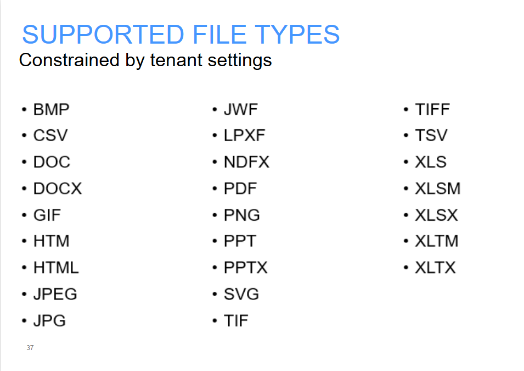 SUPPORTED FILE TYPES
Constrained by tenant settings
• BMP
• CSV
• DOC
• DOCX
• GIF
• HTM
• HTML
• JPEG
• JPG
• JWF
• LPXF
• NDFX
• PDF
• PNG
• PPT
• PPTX
• SVG
• TIF
• TIFF
• TSV
• XLS
• XLSM
• XLSX
• XLTM
• XLTX
37